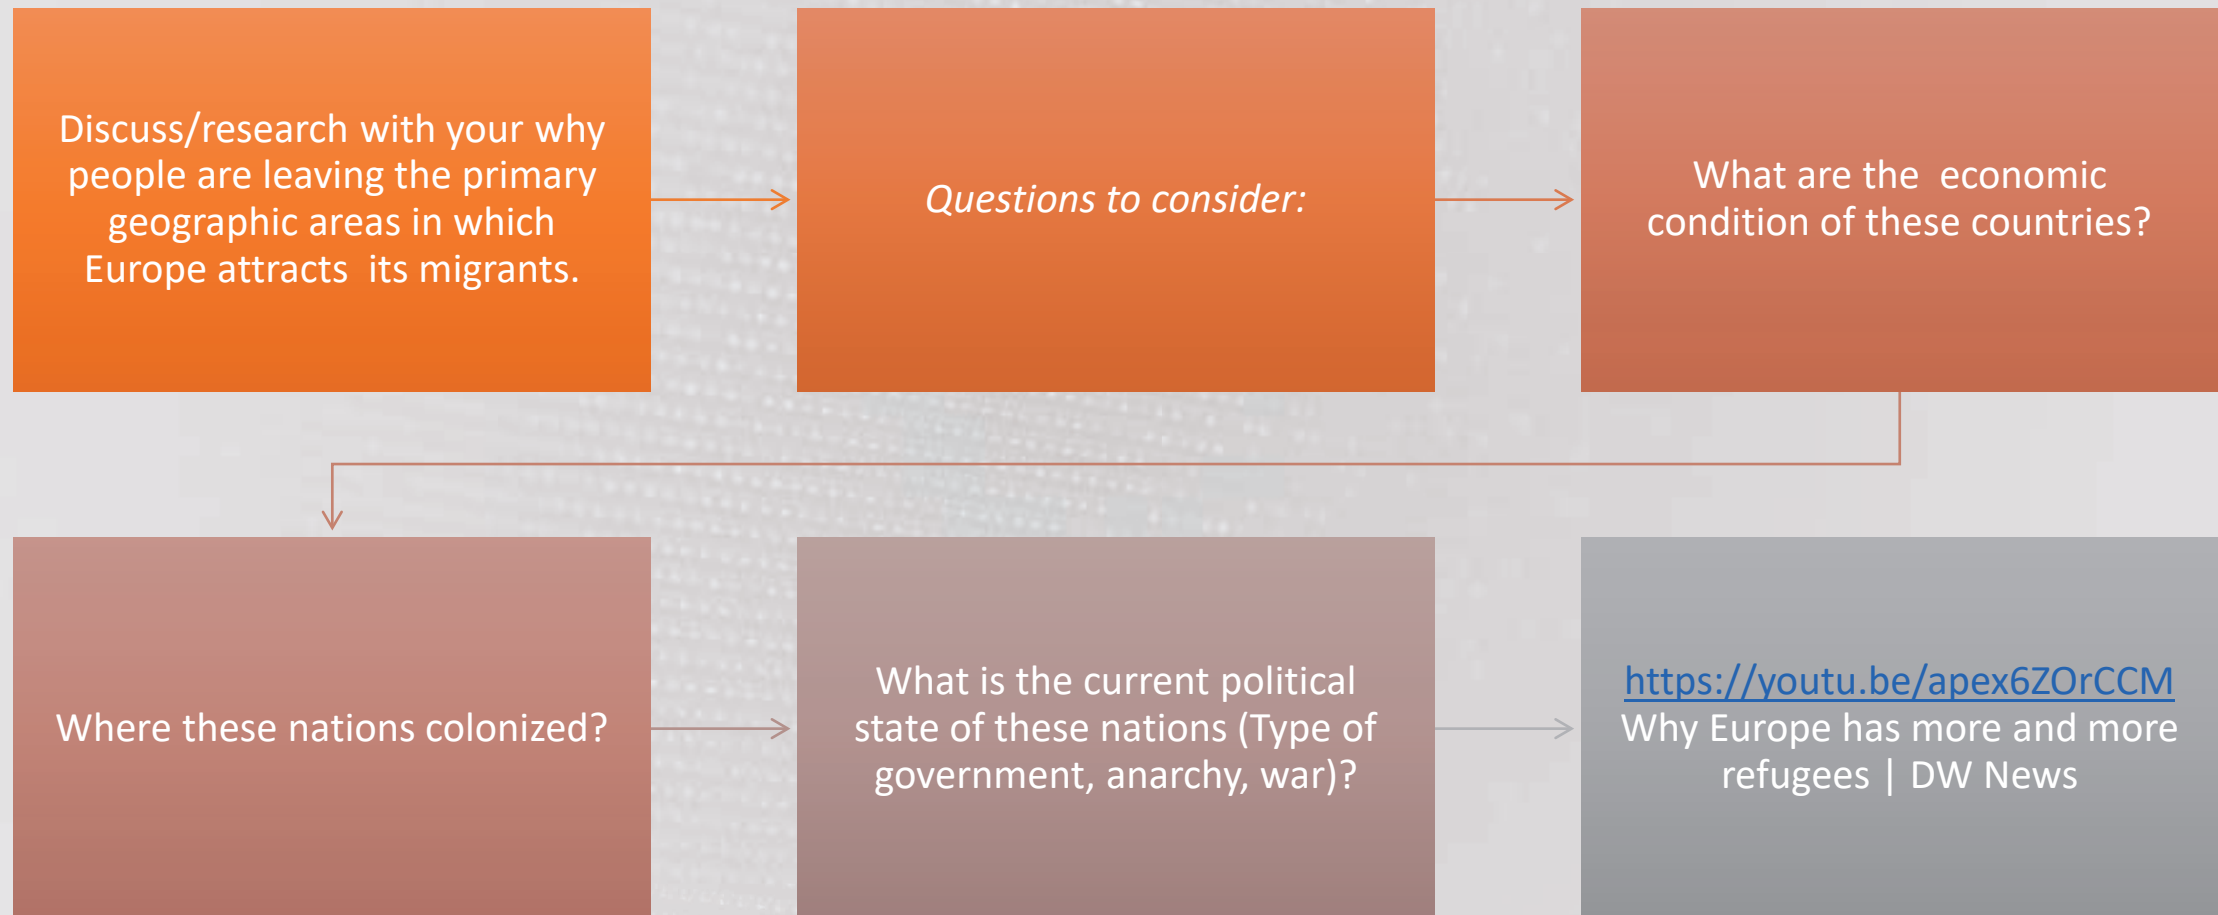 Discuss/research with your why
people are leaving the primary
geographic areas in which
Europe attracts  its migrants.
Questions to consider:
What are the  economic
condition of these countries?
Where these nations colonized?
What is the current political
state of these nations (Type of
government, anarchy, war)?
https://youtu.be/apex6ZOrCCM
Why Europe has more and more
refugees | DW News